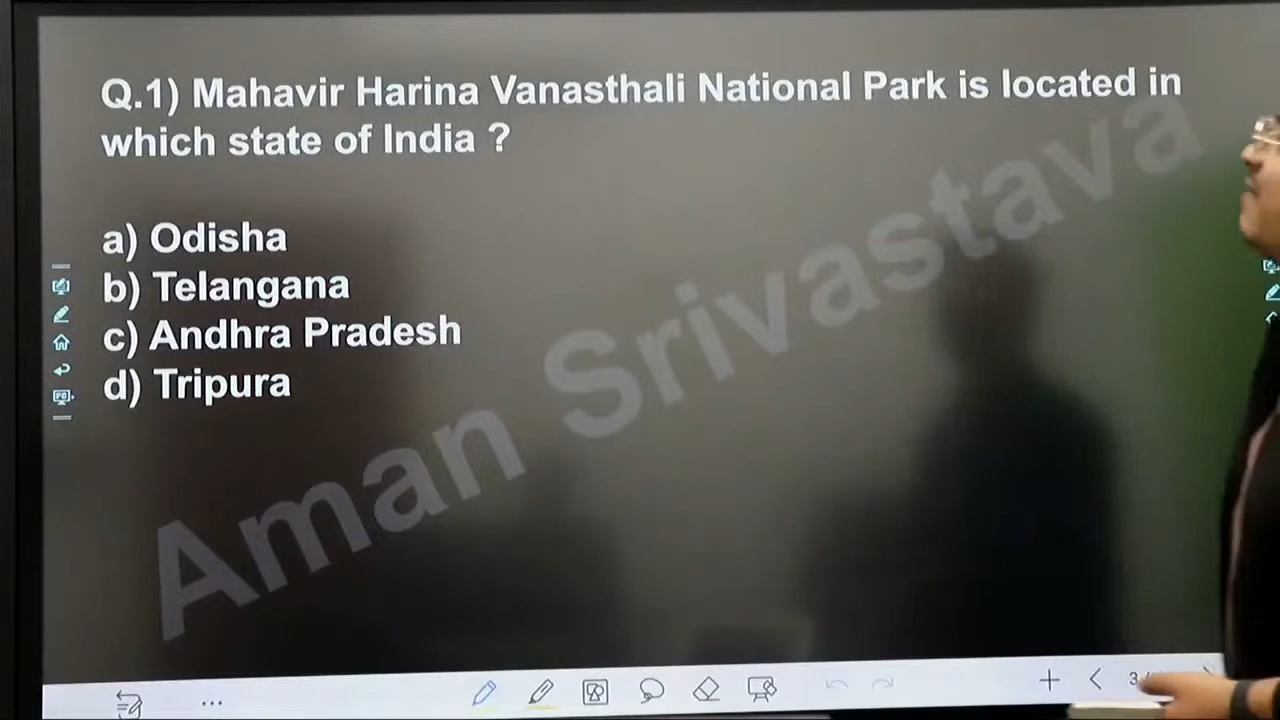 Q.1) Mahavir Harina Vanasthali National Park is located in
which state of India ?
a) Odisha
b) Telangana
c) Andhra Pradesh
d) Tripura
Aman Srivastava
3